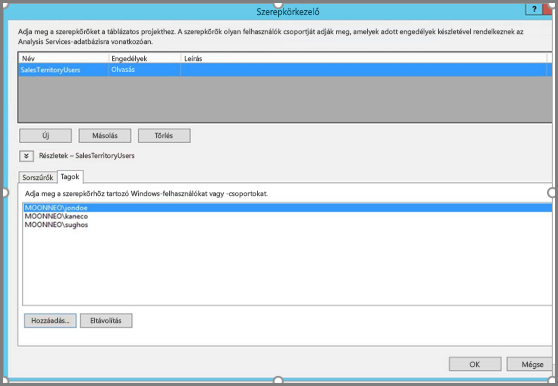 Szerepkörkezelő
?
Adja meg a szerepköröket a táblázatos projekthez. A szerepkörök olyan felhasználók csoportját adják meg, amelyek adott engedélyek készletével rendelkeznek az
Analysis Services-adatbázisra vonatkozóan.
Név Engedélyek Leírás
SalesTerritoryUsers Olvasás
Új Másolás Törlés
Részletek – SalesTerritoryUsers
Sorszűrők Tagok
Adja meg a szerepkörhöz tartozó Windows-felhasználókat vagy -csoportokat.
MOONNEO\jondoe
MOONNEO\kaneco
MOONNEO\sughos
Hozzáadás... Eltávolítás
OK Mégse